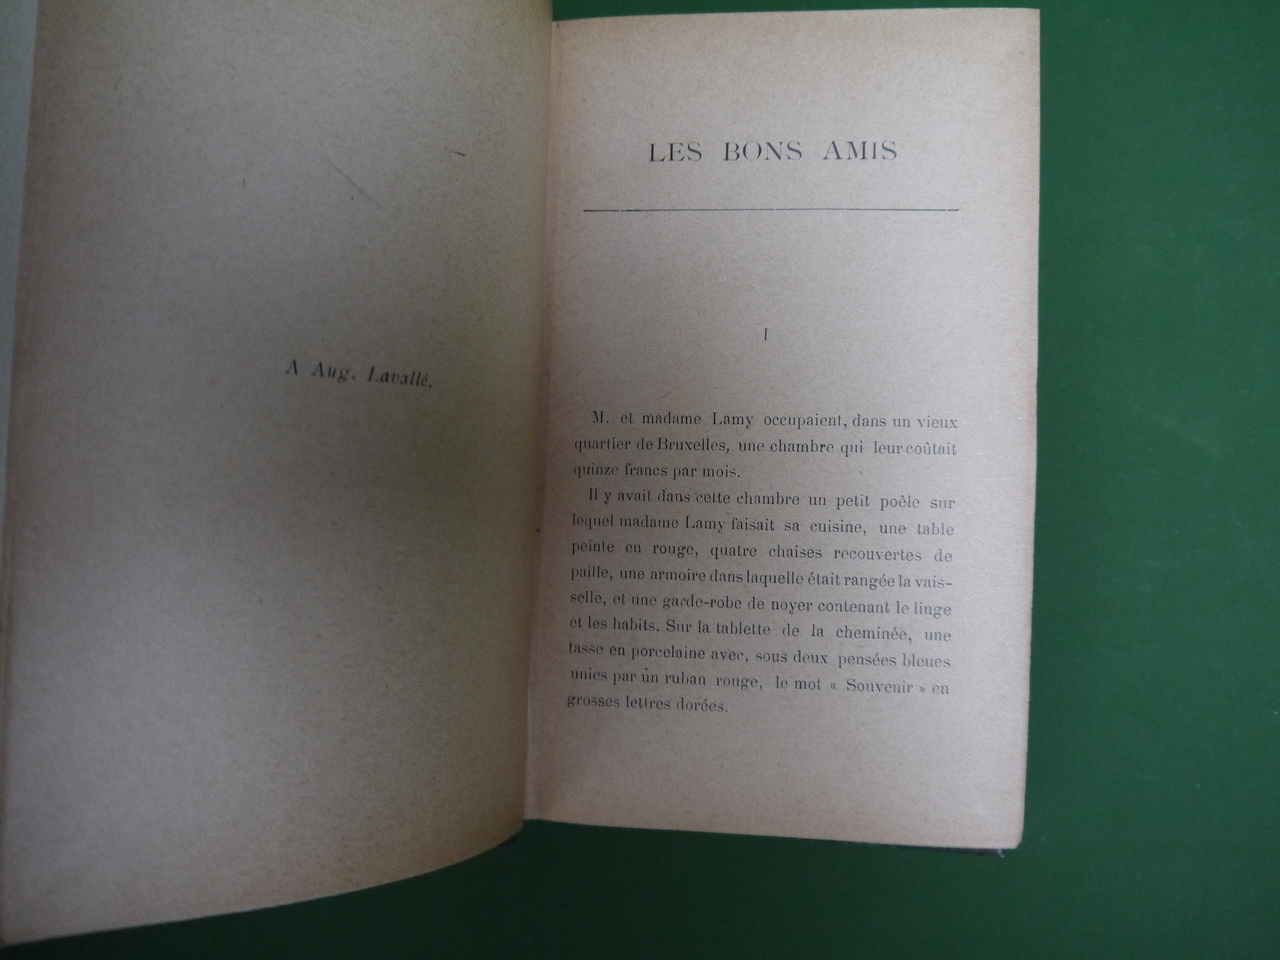 A Aug. Lavallé.
LES BONS AMIS
I
M. et madame Lamy occupaient, dans un vieux
quartier de Bruxelles, une chambre qui leur coûtait
quinze francs par mois.
Il y avait dans cette chambre un petit poêle sur
lequel madame Lamy faisait sa cuisine, une table
peinte en rouge, quatre chaises recouvertes de
paille, une armoire dans laquelle était rangée la vais-
selle, et une garde-robe de noyer contenant le linge
et les habits. Sur la tablette de la cheminée, une
tasse en porcelaine avec, sous deux pensées bleues
unies par un ruban rouge, le mot « Souvenir » en
grosses lettres dorées.